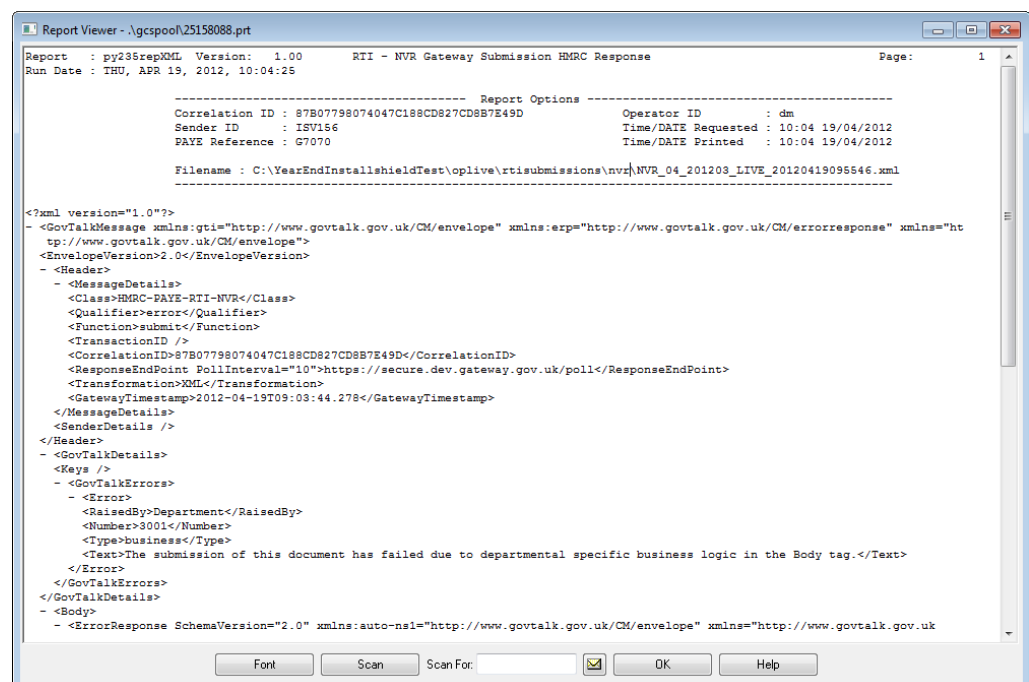 Report Viewer - .\gcspool\25158088.prt
Report : py235repXML Version: 1.00 RTI - NVR Gateway Submission HMRC Response Page: 1
Run Date : THU, APR 19, 2012, 10:04:25
---------------------------------------- Report Options ------------------------------------------
Correlation ID : 87B07798074047C188CD827CD8B7E49D Operator ID : dm
Sender ID : ISV156 Time/DATE Requested : 10:04 19/04/2012
PAYE Reference : G7070 Time/DATE Printed : 10:04 19/04/2012
Filename : C:\YearEndInstallshieldTest\oplive\rtisubmissions\nvr\NVR_04_201203_LIVE_20120419095546.xml
----------------------------------------------------------------------------------------------------
<?xml version="1.0"?>
- <GovTalkMessage xmlns:gti="http://www.govtalk.gov.uk/CM/envelope" xmlns:erp="http://www.govtalk.gov.uk/CM/errorresponse" xmlns="ht
tp://www.govtalk.gov.uk/CM/envelope">
<EnvelopeVersion>2.0</EnvelopeVersion>
- <Header>
- <MessageDetails>
<Class>HMRC-PAYE-RTI-NVR</Class>
<Qualifier>error</Qualifier>
<Function>submit</Function>
<TransactionID />
<CorrelationID>87B07798074047C188CD827CD8B7E49D</CorrelationID>
<ResponseEndPoint PollInterval="10">https://secure.dev.gateway.gov.uk/poll</ResponseEndPoint>
<Transformation>XML</Transformation>
<GatewayTimestamp>2012-04-19T09:03:44.278</GatewayTimestamp>
</MessageDetails>
<SenderDetails />
</Header>
- <GovTalkDetails>
<Keys />
- <GovTalkErrors>
- <Error>
<RaisedBy>Department</RaisedBy>
<Number>3001</Number>
<Type>business</Type>
<Text>The submission of this document has failed due to departmental specific business logic in the Body tag.</Text>
</Error>
</GovTalkErrors>
</GovTalkDetails>
- <Body>
- <ErrorResponse SchemaVersion="2.0" xmlns:auto-ns1="http://www.govtalk.gov.uk/CM/envelope" xmlns="http://www.govtalk.gov.uk
Font Scan Scan For: OK Help